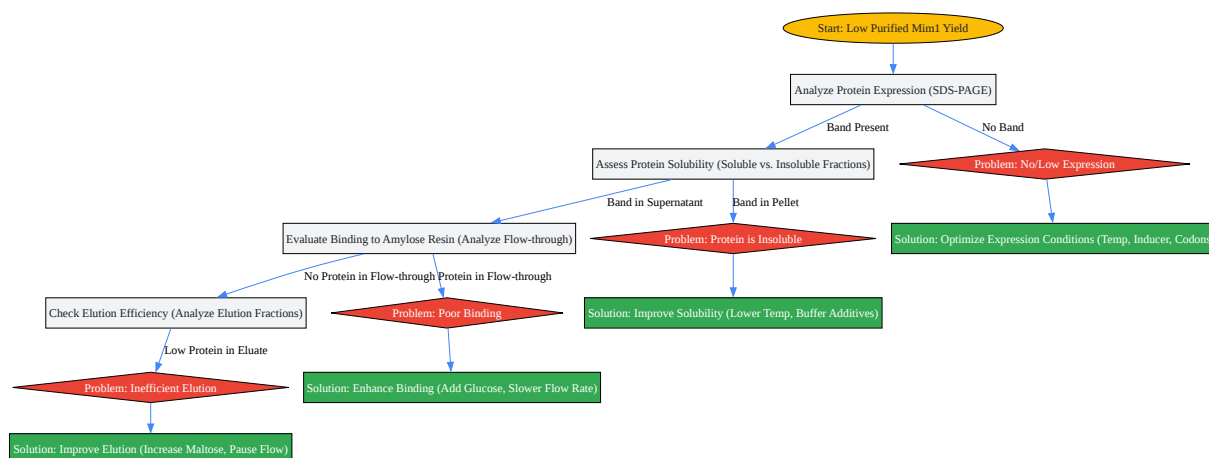 Start: Low Purified Mim1 Yield
Analyze Protein Expression (SDS-PAGE)
Band Present
No Band
Assess Protein Solubility (Soluble vs. Insoluble Fractions)
Problem: No/Low Expression
Band in Supernatant
Band in Pellet
Evaluate Binding to Amylose Resin (Analyze Flow-through)
Problem: Protein is Insoluble
Solution: Optimize Expression Conditions (Temp, Inducer, Codons
No Protein in Flow-through
Protein in Flow-through
Check Elution Efficiency (Analyze Elution Fractions)
Problem: Poor Binding
Solution: Improve Solubility (Lower Temp, Buffer Additives)
Low Protein in Eluate
Problem: Inefficient Elution
Solution: Enhance Binding (Add Glucose, Slower Flow Rate)
Solution: Improve Elution (Increase Maltose, Pause Flow)